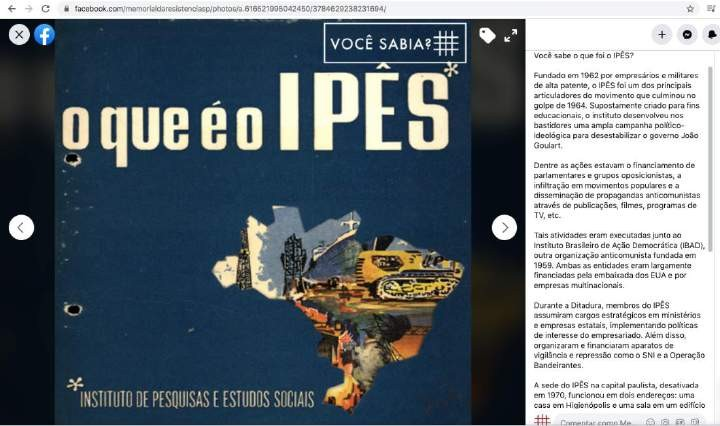 facebook.com/memorialdaresistenciasp/photos/a.616521995042450/3784629238231694/
VOCÊ SABIA?
o que é o IPÊS*
*INSTITUTO DE PESQUISAS E ESTUDOS SOCIAIS
Você sabe o que foi o IPÊS?
Fundado em 1962 por empresários e militares
de alta patente, o IPÊS foi um dos principais
articuladores do movimento que culminou no
golpe de 1964. Supostamente criado para fins
educacionais, o instituto desenvolveu nos
bastidores uma ampla campanha político-
ideológica para desestabilizar o governo João
Goulart.
Dentre as ações estavam o financiamento de
parlamentares e grupos oposicionistas, a
infiltração em movimentos populares e a
disseminação de propagandas anticomunistas
através de publicações, filmes, programas de
TV, etc.
Tais atividades eram executadas junto ao
Instituto Brasileiro de Ação Democrática (IBAD),
outra organização anticomunista fundada em
1959. Ambas as entidades eram largamente
financiadas pela embaixada dos EUA e por
empresas multinacionais.
Durante a Ditadura, membros do IPÊS
assumiram cargos estratégicos em ministérios
e empresas estatais, implementando políticas
de interesse do empresariado. Além disso,
organizaram e financiaram aparatos de
vigilância e repressão como o SNI e a Operação
Bandeirantes.
A sede do IPÊS na capital paulista, desativada
em 1970, funcionou em dois endereços: uma
casa em Higienópolis e uma sala em um edifício
Comentar como Me...